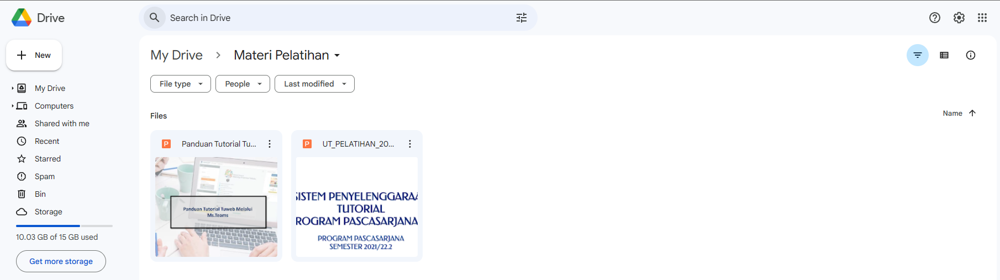 Drive
Search in Drive
New
My Drive
Computers
Shared with me
Recent
Starred
Spam
Bin
Storage
10.03 GB of 15 GB used
Get more storage
My Drive > Materi Pelatihan
File type
People
Last modified
Files
Name
P Panduan Tutorial Tu...
Panduan Tutorial Tuweb Melalui
Ms.Teams
P UT_PELATIHAN_20...
SISTEM PENYELENGGARAA
TUTORIAL
ROGRAM PASCASARJANA
PROGRAM PASCASARJANA
SEMESTER 2021/22.2